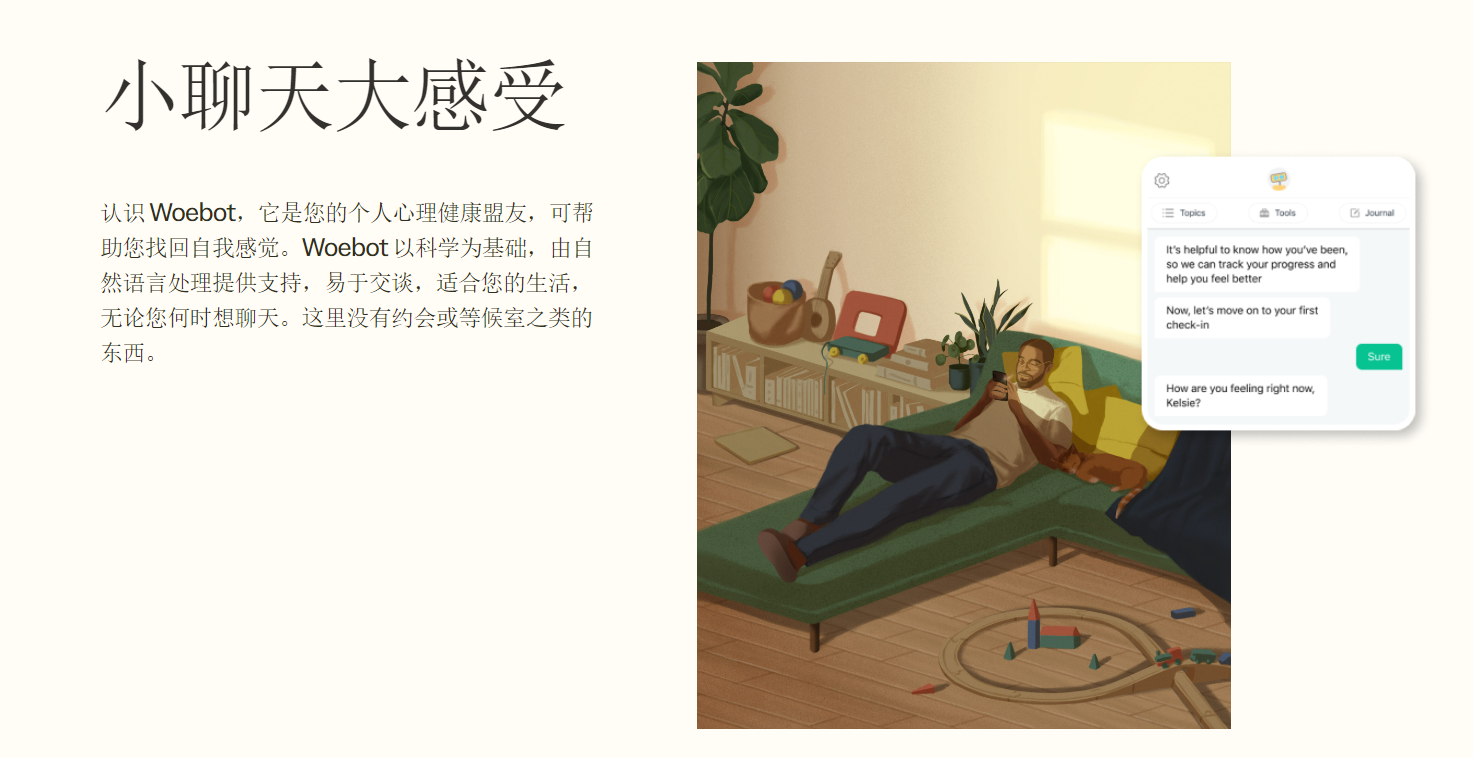 小聊天大感受
认识 Woebot，它是您的个人心理健康盟友，可帮
助您找回自我感觉。Woebot 以科学为基础，由自
然语言处理提供支持，易于交谈，适合您的生活，
无论您何时想聊天。这里没有约会或等候室之类的
东西。
Topics
Tools
Journal
It's helpful to know how you've been,
so we can track your progress and
help you feel better
Now, let's move on to your first
check-in
Sure
How are you feeling right now,
Kelsie?